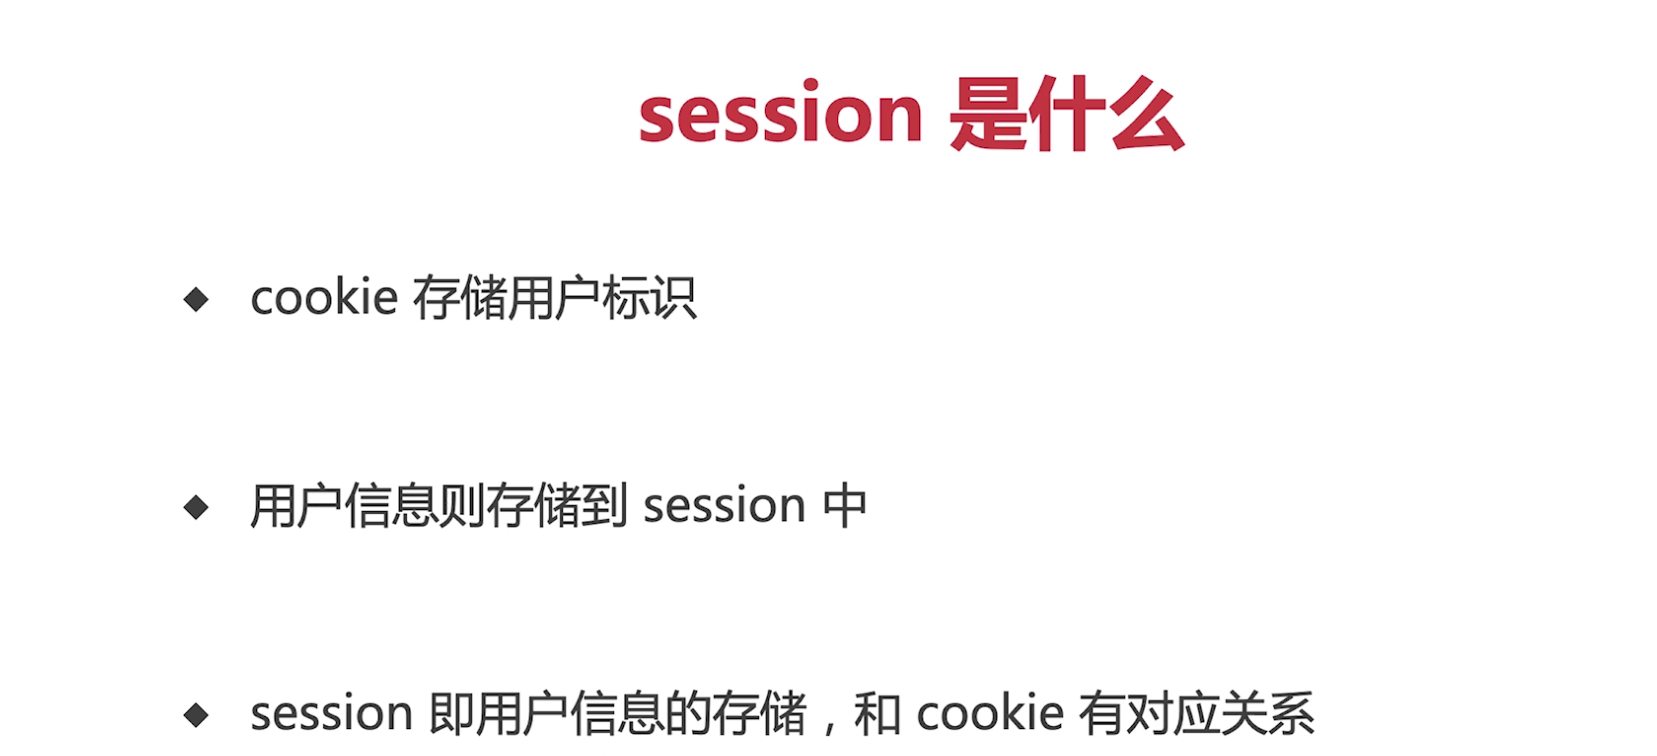 session 是什么
◆ cookie 存储用户标识
◆ 用户信息则存储到 session 中
◆ session 即用户信息的存储，和 cookie 有对应关系